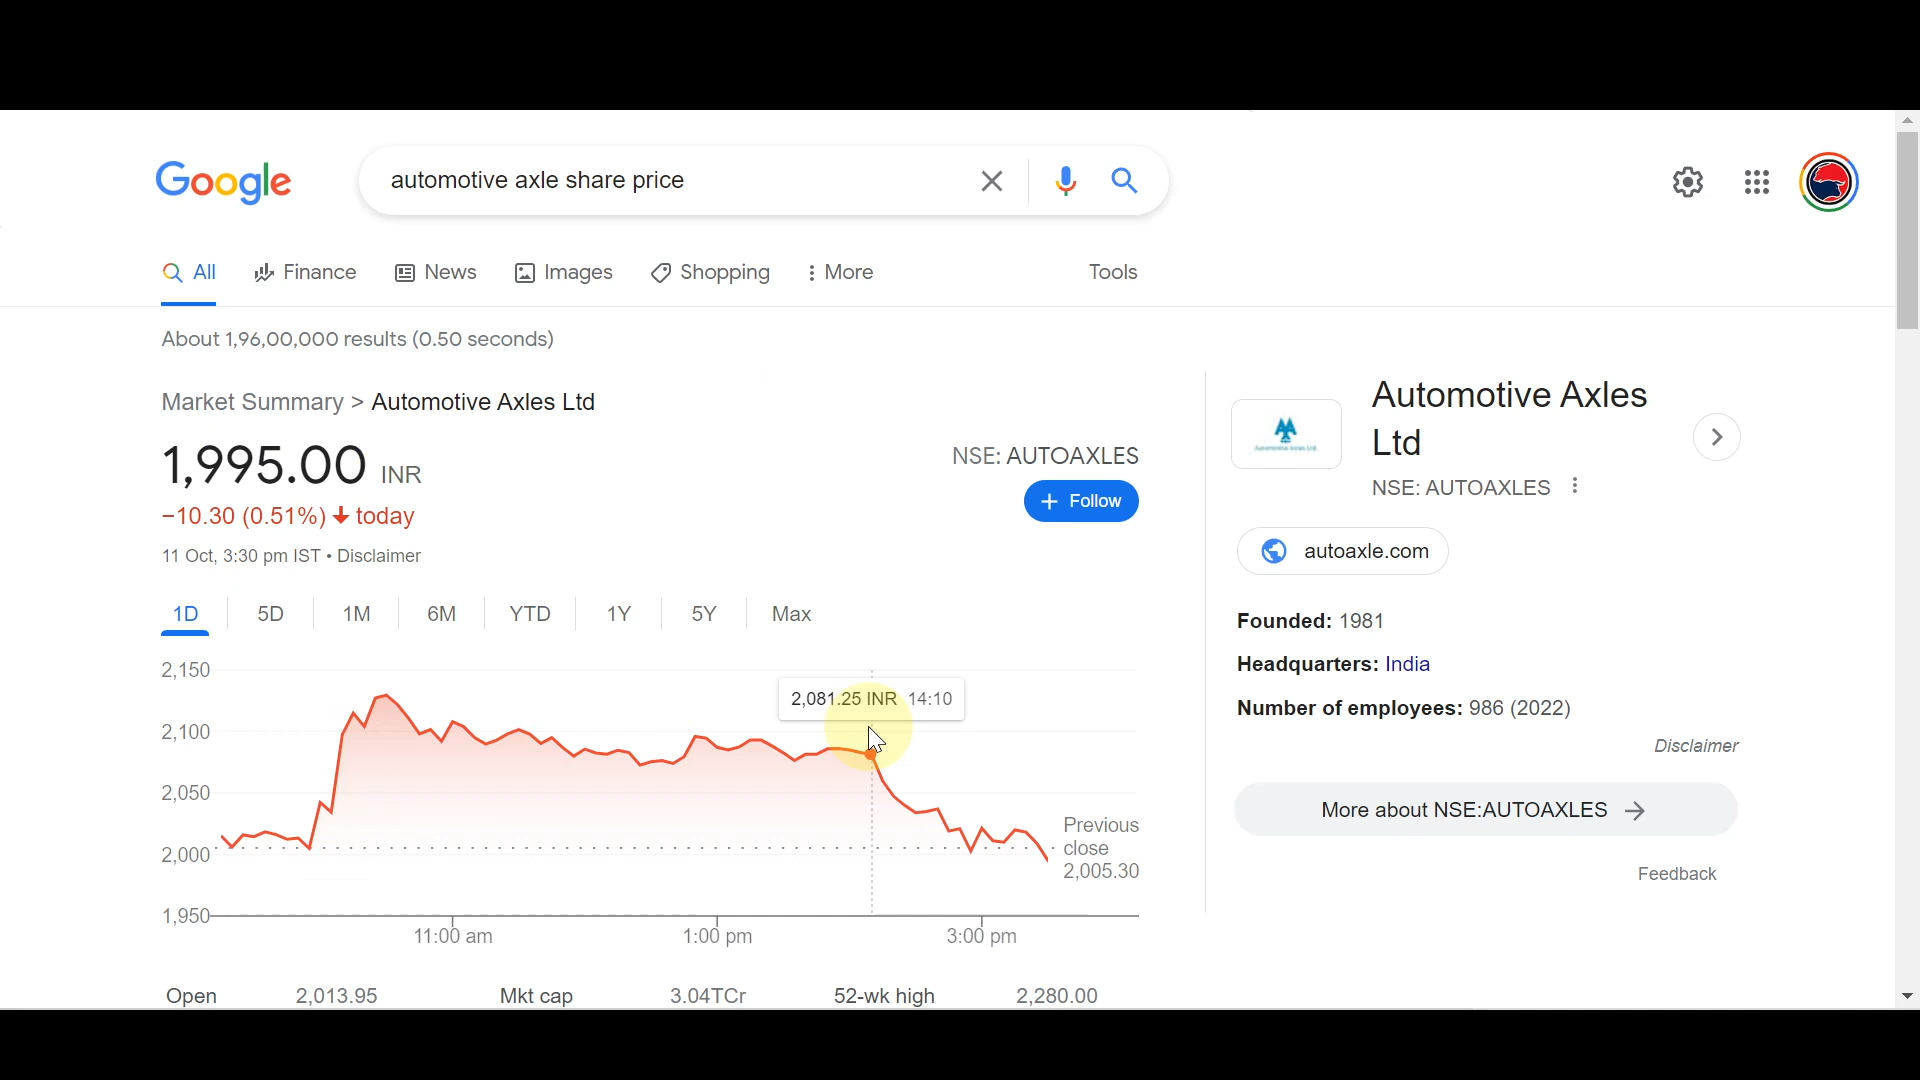 Google
automotive axle share price
All Finance News Images Shopping More Tools
About 1,96,00,000 results (0.50 seconds)
Market Summary > Automotive Axles Ltd
1,995.00 INR
−10.30 (0.51%) today
11 Oct, 3:30 pm IST • Disclaimer
NSE: AUTOAXLES
+ Follow
1D 5D 1M 6M YTD 1Y 5Y Max
2,150
2,100
2,050
2,000
1,950
2,081.25 INR 14:10
Previous
close
2,005.30
11:00 am 1:00 pm 3:00 pm
Open 2,013.95 Mkt cap 3.04TCr 52-wk high 2,280.00
Automotive Axles Ltd
Automotive Axles
Ltd
NSE: AUTOAXLES
autoaxle.com
Founded: 1981
Headquarters: India
Number of employees: 986 (2022)
Disclaimer
More about NSE:AUTOAXLES
Feedback